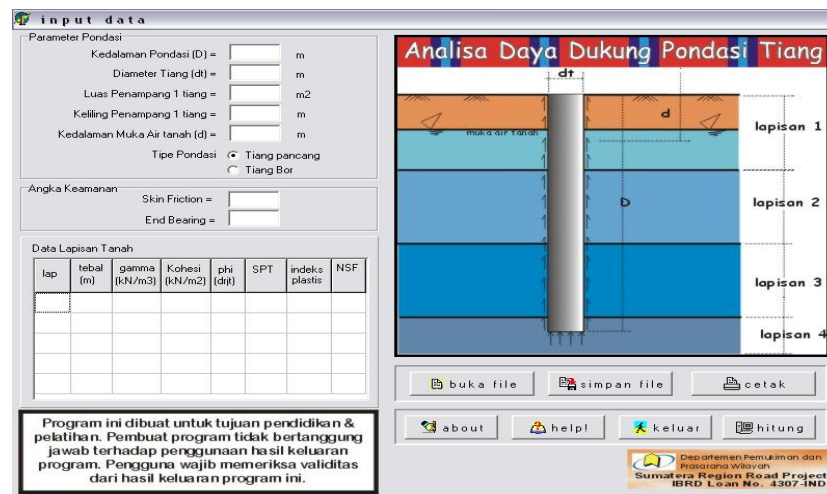 input data
Parameter Pondasi
Kedalaman Pondasi (D) = m
Diameter Tiang (dt) = m
Luas Penampang 1 tiang = m2
Keliling Penampang 1 tiang = m
Kedalaman Muka Air tanah (d) = m
Tipe Pondasi Tiang pancang
Tiang Bor
Angka Keamanan
Skin Friction =
End Bearing =
Data Lapisan Tanah
lap tebal (m) gamma (kN/m3) Kohesi (kN/m2) phi (drjt) SPT indeks plastis NSF
Program ini dibuat untuk tujuan pendidikan &
pelatihan. Pembuat program tidak bertanggung
jawab terhadap penggunaan hasil keluaran
program. Pengguna wajib memeriksa validitas
dari hasil keluaran program ini.
Analisa Daya Dukung Pondasi Tiang
dt
d
muka air tanah
D
lapisan 1
lapisan 2
lapisan 3
lapisan 4
buka file simpan file cetak
about help! keluar hitung
Departemen Pemukiman dan
Prasarana Wilayah
Sumatera Region Road Project
IBRD Loan No. 4307-IND